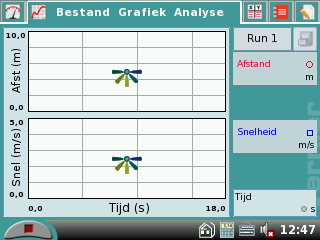 Bestand Grafiek Analyse
10,0
Afst (m)
0,0
5,0
Snel (m/s)
0,0
0,0 Tijd (s) 18,0
Run 1
Afstand
m
Snelheid
m/s
Tijd
s
12:47